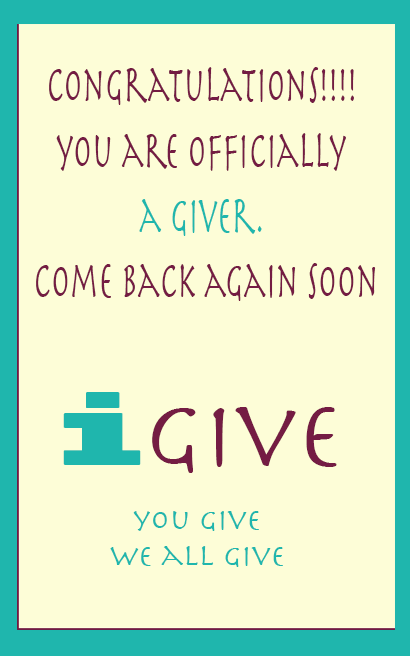 CONGRATULATIONS!!!!
YOU ARE OFFICIALLY
A GIVER.
COME BACK AGAIN SOON
iGIVE
YOU GIVE
WE ALL GIVE